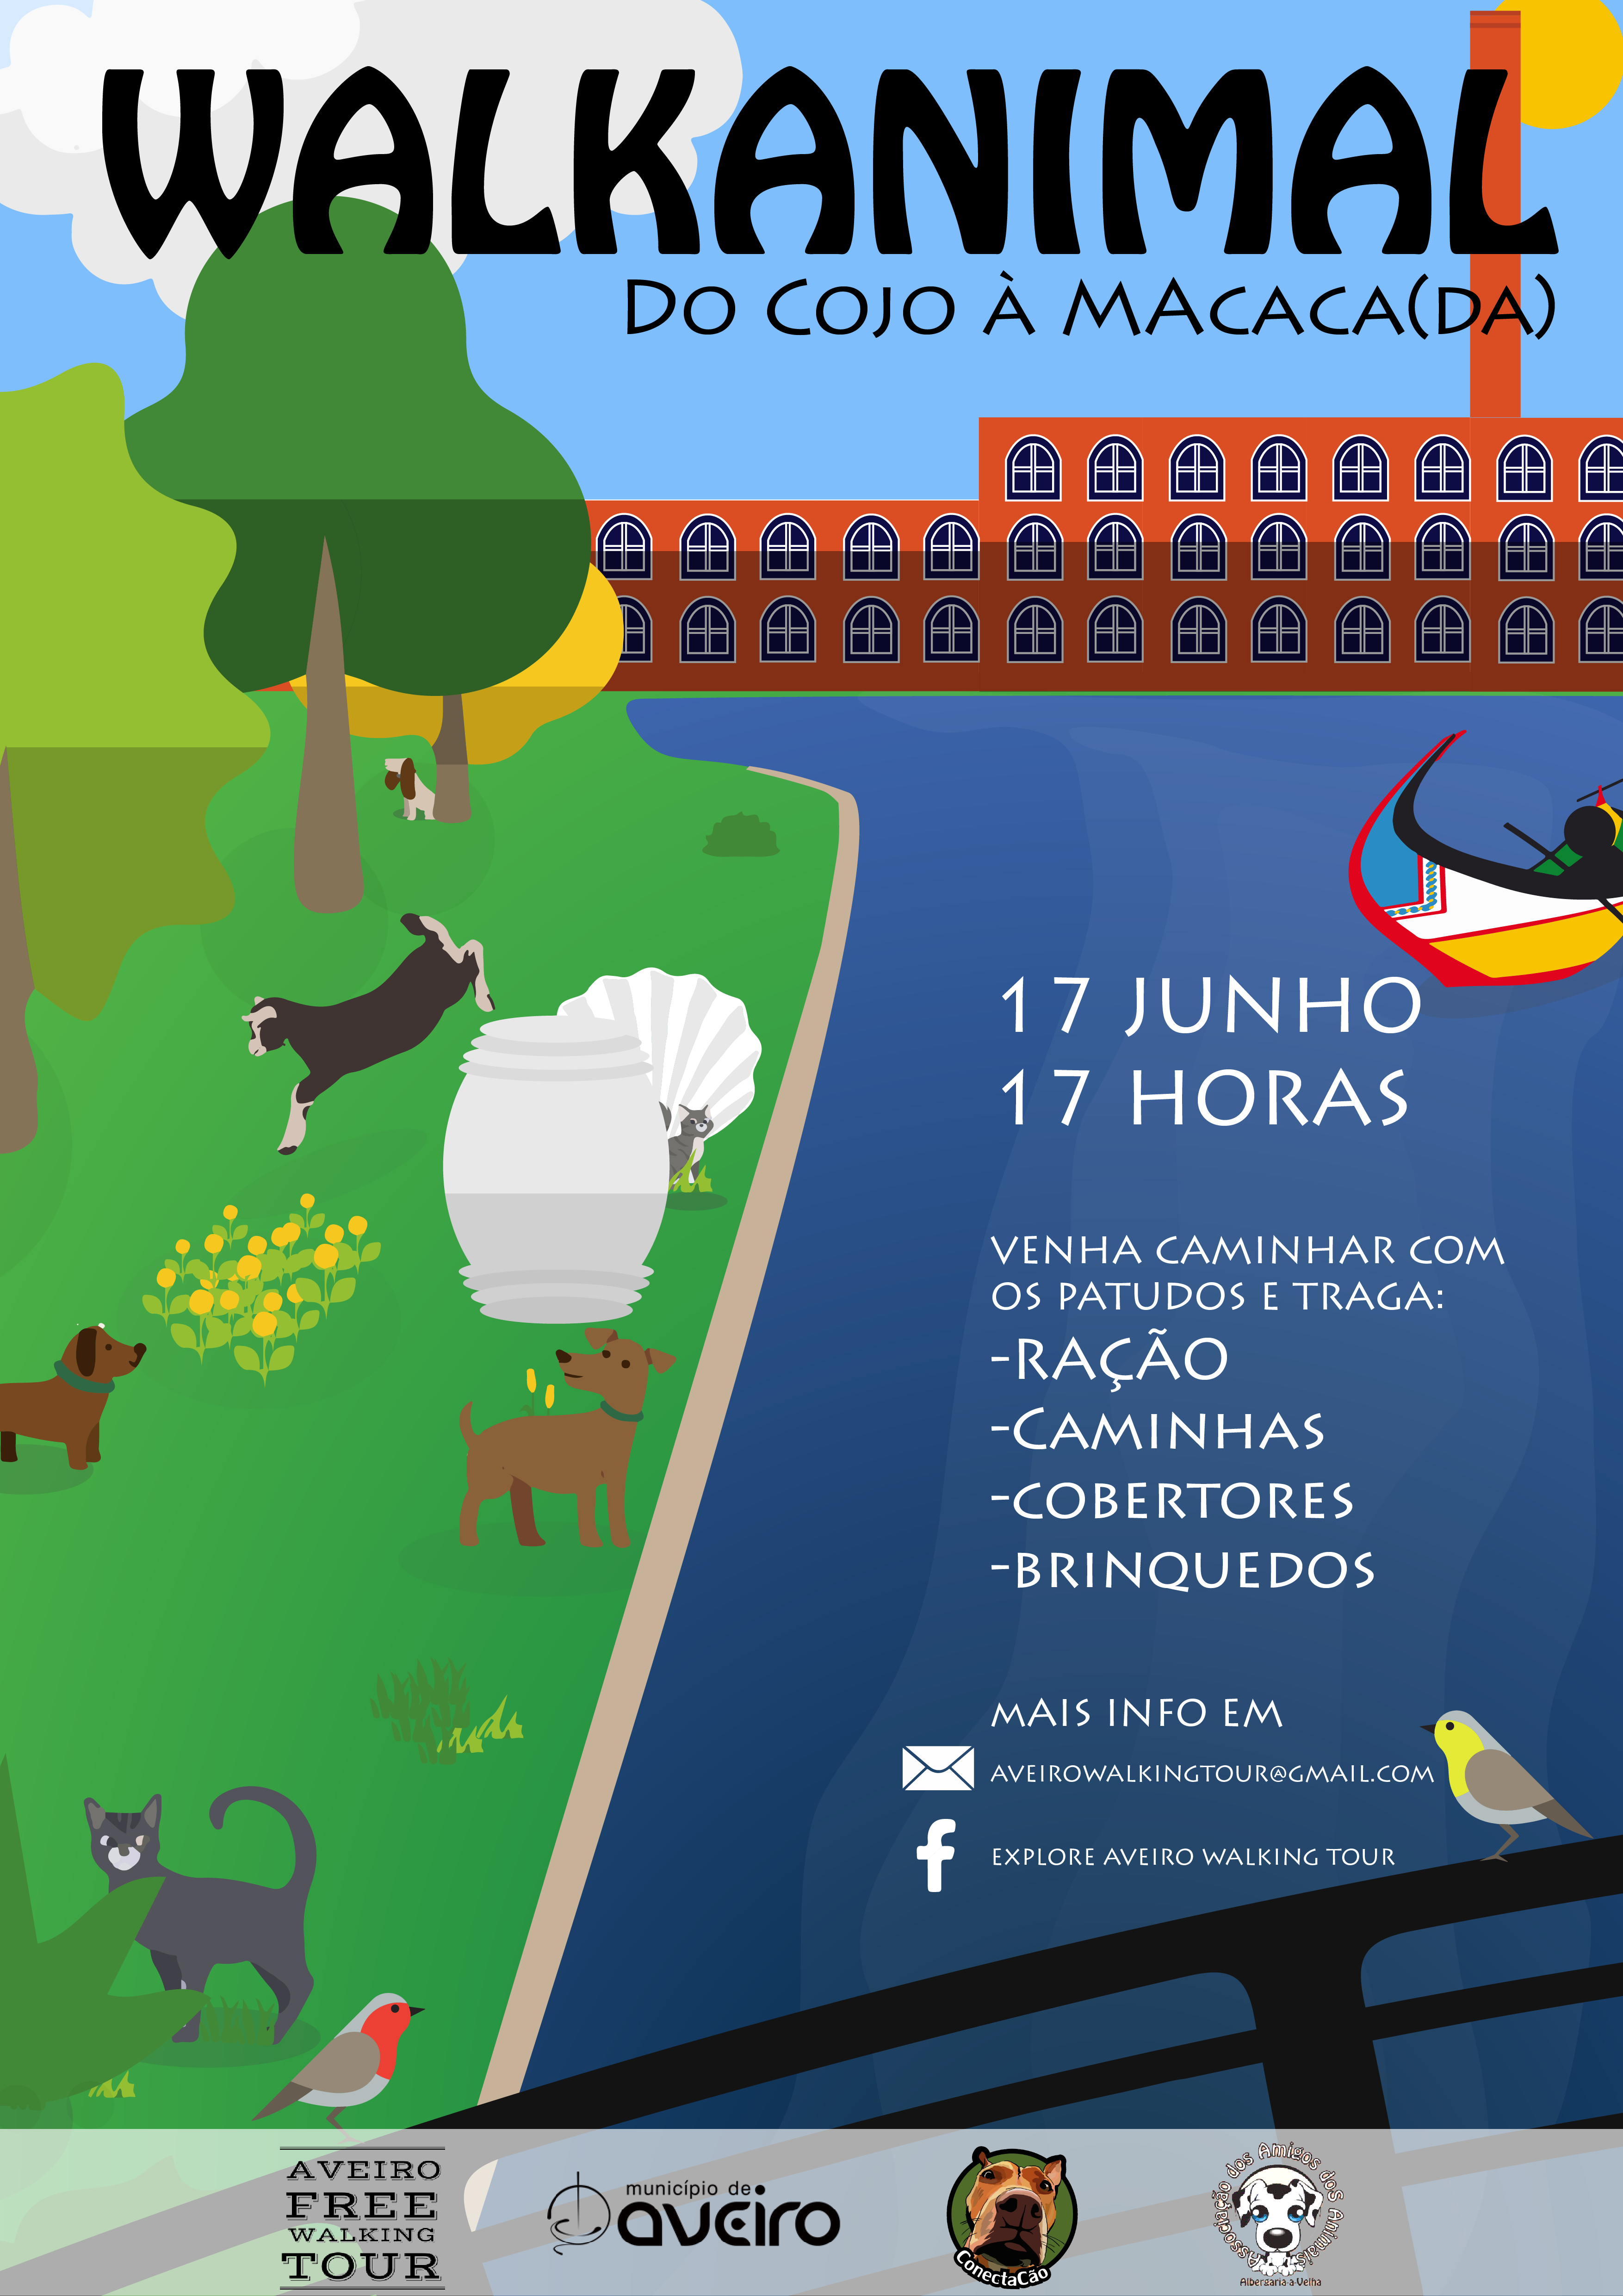 WALKANIMAL
DO COJO À MACACA(DA)
17 JUNHO
17 HORAS
VENHA CAMINHAR COM
OS PATUDOS E TRAGA:
-RAÇÃO
-CAMINHAS
-COBERTORES
-BRINQUEDOS
MAIS INFO EM
AVEIROWALKINGTOUR@GMAIL.COM
f
EXPLORE AVEIRO WALKING TOUR
AVEIRO
FREE
WALKING
TOUR
município de
aveiro
ConectaCão
Associação dos Amigos dos Animais
Albergaria-a-Velha